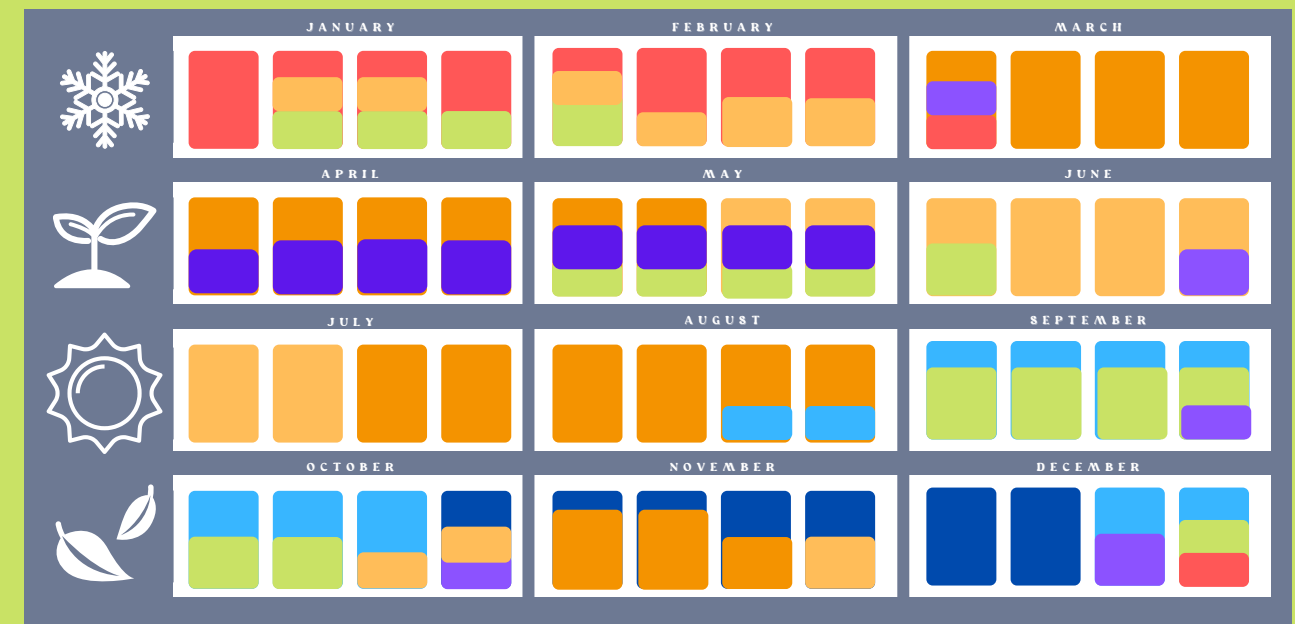 JANUARY
FEBRUARY
MARCH
APRIL
MAY
JUNE
JULY
AUGUST
SEPTEMBER
OCTOBER
NOVEMBER
DECEMBER